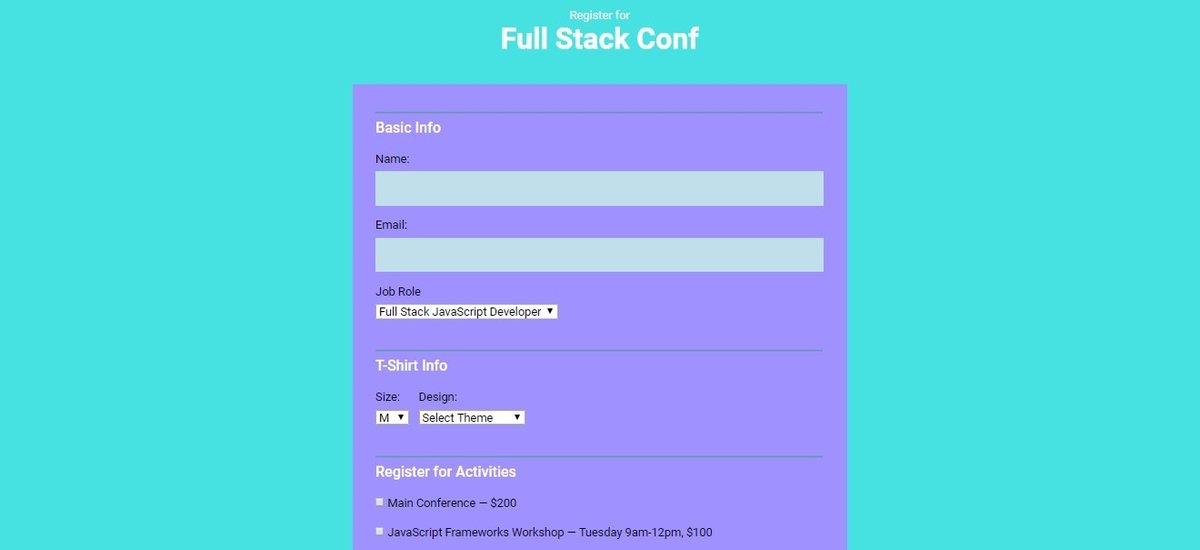 Register for
Full Stack Conf
Basic Info
Name:
Email:
Job Role
Full Stack JavaScript Developer
T-Shirt Info
Size: Design:
M Select Theme
Register for Activities
Main Conference — $200
JavaScript Frameworks Workshop — Tuesday 9am-12pm, $100